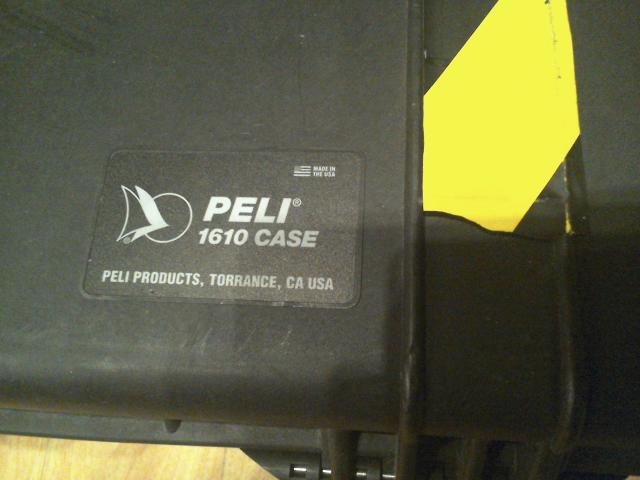 MADE IN
THE USA
PELI®
1610 CASE
PELI PRODUCTS, TORRANCE, CA USA